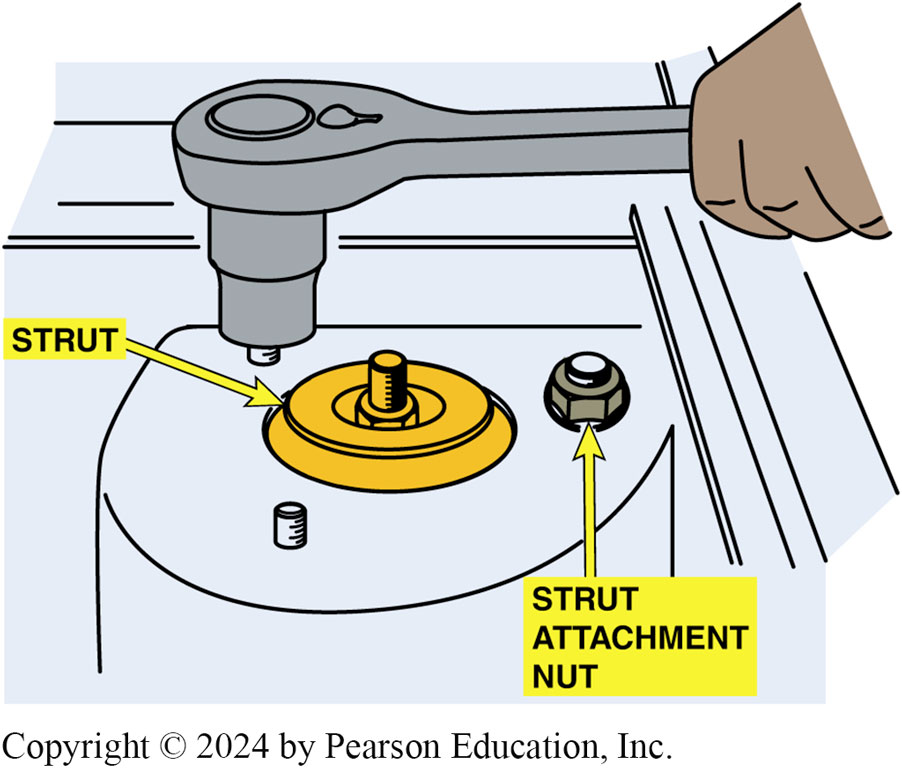 STRUT
STRUT
ATTACHMENT
NUT
Copyright © 2024 by Pearson Education, Inc.